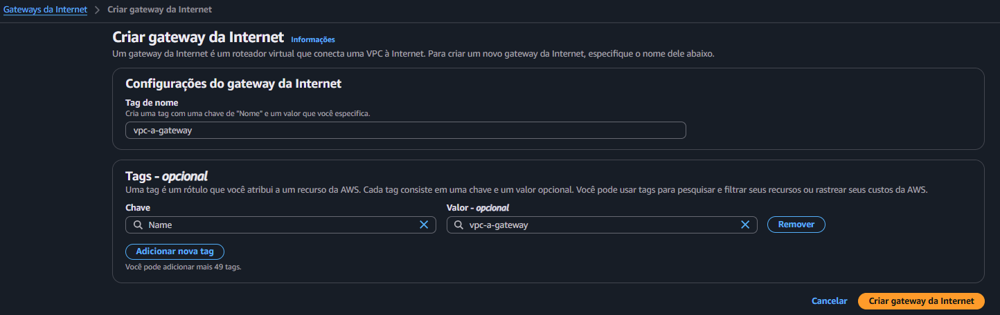 Gateways da Internet > Criar gateway da Internet
Criar gateway da Internet Informações
Um gateway da Internet é um roteador virtual que conecta uma VPC à Internet. Para criar um novo gateway da Internet, especifique o nome dele abaixo.
Configurações do gateway da Internet
Tag de nome
Cria uma tag com uma chave de "Nome" e um valor que você especifica.
vpc-a-gateway
Tags - opcional
Uma tag é um rótulo que você atribui a um recurso da AWS. Cada tag consiste em uma chave e um valor opcional. Você pode usar tags para pesquisar e filtrar seus recursos ou rastrear seus custos da AWS.
Chave Valor - opcional
Name vpc-a-gateway Remover
Adicionar nova tag
Você pode adicionar mais 49 tags.
Cancelar Criar gateway da Internet